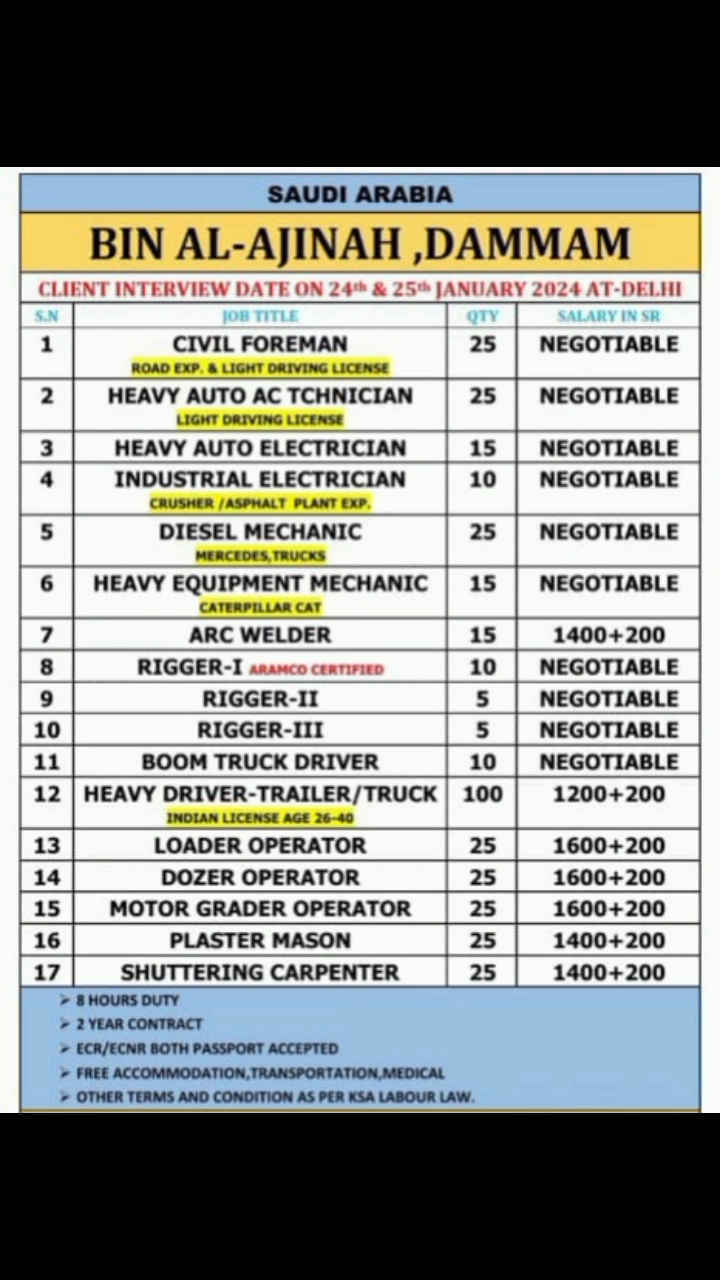 SAUDI ARABIA
BIN AL-AJINAH ,DAMMAM
CLIENT INTERVIEW DATE ON 24th & 25th JANUARY 2024 AT-DELHI
S.N JOB TITLE QTY SALARY IN SR
1 CIVIL FOREMAN 25 NEGOTIABLE
ROAD EXP. & LIGHT DRIVING LICENSE
2 HEAVY AUTO AC TCHNICIAN 25 NEGOTIABLE
LIGHT DRIVING LICENSE
3 HEAVY AUTO ELECTRICIAN 15 NEGOTIABLE
4 INDUSTRIAL ELECTRICIAN 10 NEGOTIABLE
CRUSHER /ASPHALT PLANT EXP.
5 DIESEL MECHANIC 25 NEGOTIABLE
MERCEDES,TRUCKS
6 HEAVY EQUIPMENT MECHANIC 15 NEGOTIABLE
CATERPILLAR CAT
7 ARC WELDER 15 1400+200
8 RIGGER-I ARAMCO CERTIFIED 10 NEGOTIABLE
9 RIGGER-II 5 NEGOTIABLE
10 RIGGER-III 5 NEGOTIABLE
11 BOOM TRUCK DRIVER 10 NEGOTIABLE
12 HEAVY DRIVER-TRAILER/TRUCK 100 1200+200
INDIAN LICENSE AGE 26-40
13 LOADER OPERATOR 25 1600+200
14 DOZER OPERATOR 25 1600+200
15 MOTOR GRADER OPERATOR 25 1600+200
16 PLASTER MASON 25 1400+200
17 SHUTTERING CARPENTER 25 1400+200
➢ 8 HOURS DUTY
➢ 2 YEAR CONTRACT
➢ ECR/ECNR BOTH PASSPORT ACCEPTED
➢ FREE ACCOMMODATION,TRANSPORTATION,MEDICAL
➢ OTHER TERMS AND CONDITION AS PER KSA LABOUR LAW.